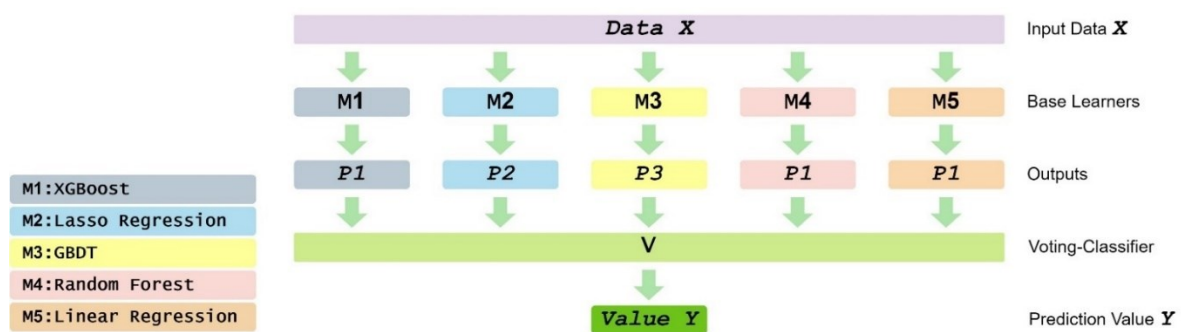 Data X
Input Data X
M1 M2 M3 M4 M5
Base Learners
P1 P2 P3 P1 P1
Outputs
V
Voting-Classifier
Value Y
Prediction Value Y
M1:XGBoost
M2:Lasso Regression
M3:GBDT
M4:Random Forest
M5:Linear Regression